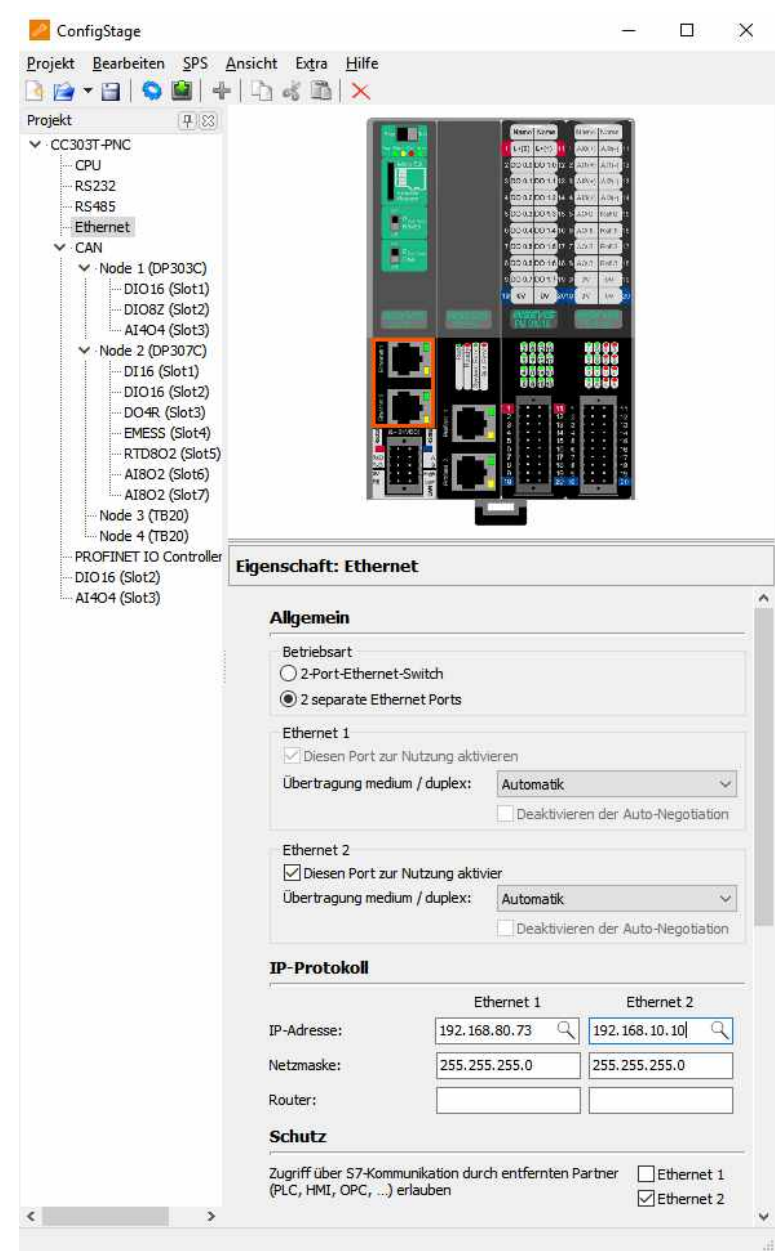 ConfigStage
Projekt Bearbeiten SPS Ansicht Extra Hilfe
Projekt
CC303T-PNC
CPU
RS232
RS485
Ethernet
CAN
Node 1 (DP303C)
DIO16 (Slot1)
DIO8Z (Slot2)
AI4O4 (Slot3)
Node 2 (DP307C)
DI16 (Slot1)
DIO16 (Slot2)
DO4R (Slot3)
EMESS (Slot4)
RTD8O2 (Slot5)
AI8O2 (Slot6)
AI8O2 (Slot7)
Node 3 (TB20)
Node 4 (TB20)
PROFINET IO Controller
DIO16 (Slot2)
AI4O4 (Slot3)
Name Name Name Name
Eigenschaft: Ethernet
Allgemein
Betriebsart
2-Port-Ethernet-Switch
2 separate Ethernet Ports
Ethernet 1
Diesen Port zur Nutzung aktivieren
Übertragung medium / duplex: Automatik
Deaktivieren der Auto-Negotiation
Ethernet 2
Diesen Port zur Nutzung aktivier
Übertragung medium / duplex: Automatik
Deaktivieren der Auto-Negotiation
IP-Protokoll
Ethernet 1 Ethernet 2
IP-Adresse: 192.168.80.73 192.168.10.10
Netzmaske: 255.255.255.0 255.255.255.0
Router:
Schutz
Zugriff über S7-Kommunikation durch entfernten Partner Ethernet 1
(PLC, HMI, OPC, ...) erlauben Ethernet 2